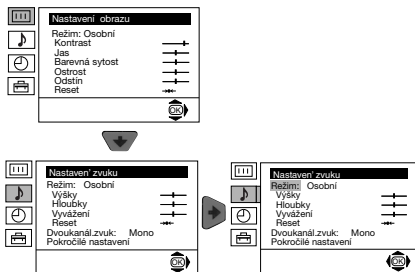 Nastavení obrazu
Režim: Osobní
Kontrast
Jas
Barevná sytost
Ostrost
Odstín
Reset
OK
Nastaven' zvuku
Režim: Osobní
Výšky
Hloubky
Vyvážení
Reset
Dvoukanál.zvuk: Mono
Pokročilé nastavení
OK
Nastaven' zvuku
Režim: Osobní
Výšky
Hloubky
Vyvážení
Reset
Dvoukanál.zvuk: Mono
Pokročilé nastavení
OK